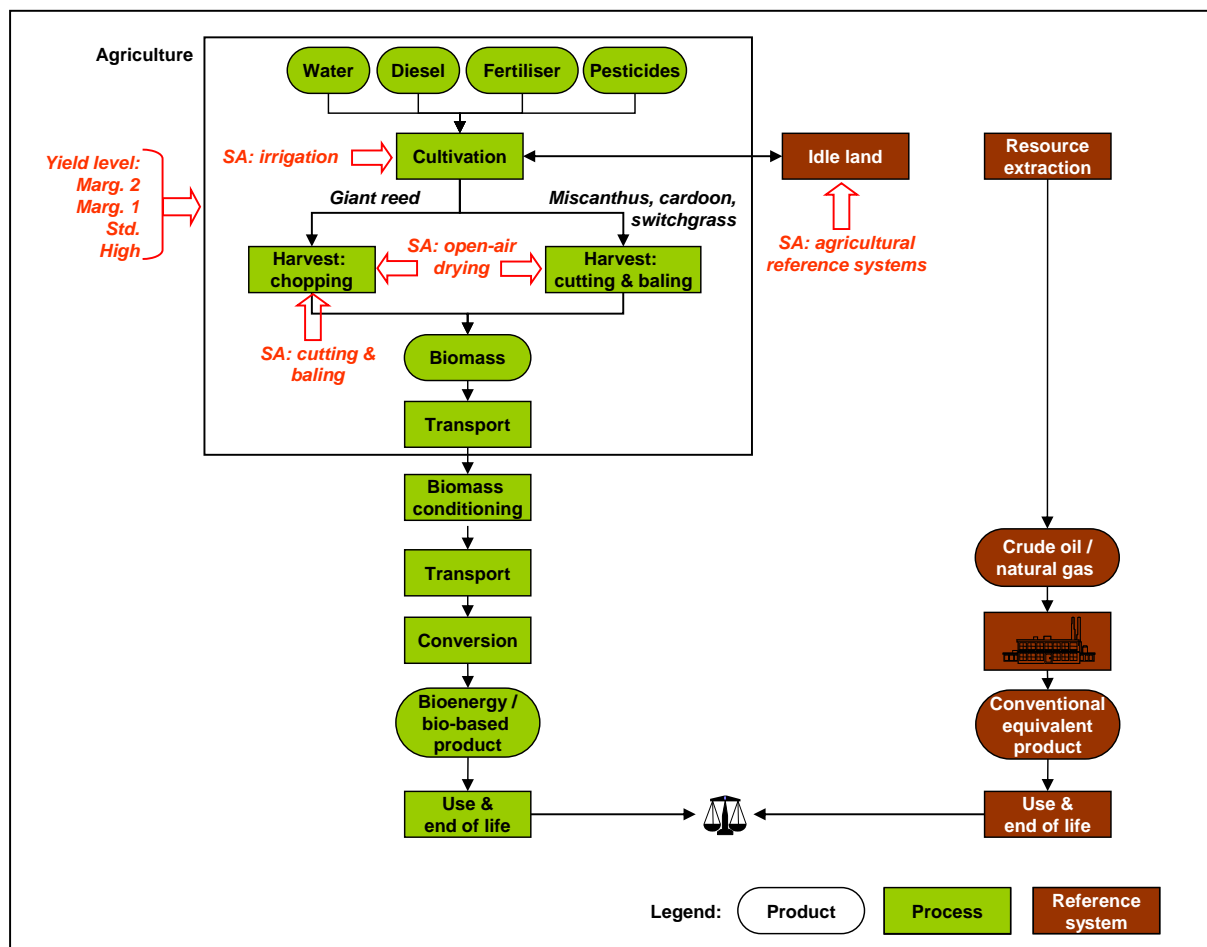 Agriculture
Water
Diesel
Fertiliser
Pesticides
Yield level:
Marg. 2
Marg. 1
Std.
High
SA: irrigation
Cultivation
Idle land
Resource
extraction
Giant reed
Miscanthus, cardoon,
switchgrass
SA: open-air
drying
SA: agricultural
reference systems
Harvest:
chopping
Harvest:
cutting & baling
SA: cutting &
baling
Biomass
Transport
Biomass
conditioning
Transport
Conversion
Bioenergy /
bio-based
product
Use &
end of life
Crude oil /
natural gas
Conventional
equivalent
product
Use &
end of life
Legend:
Product
Process
Reference
system